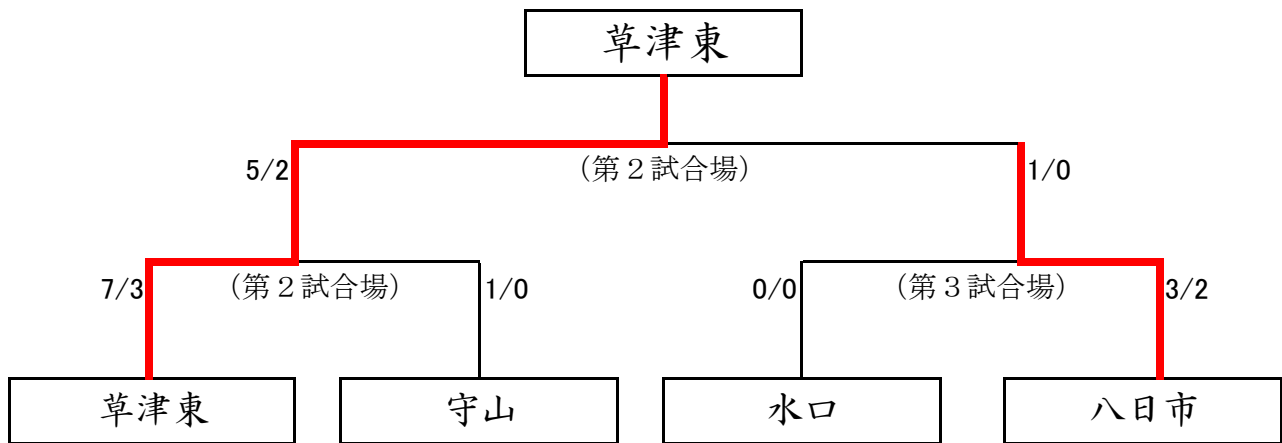 草津東
5/2 (第２試合場) 1/0
7/3 (第２試合場) 1/0 0/0 (第３試合場) 3/2
草津東 守山 水口 八日市